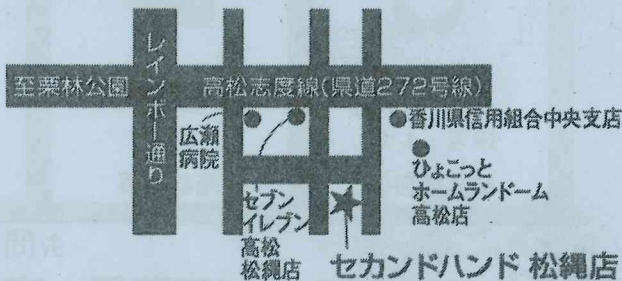 レインボー通り
至栗林公園
高松志度線(県道272号線)
広瀬
病院
香川県信用組合中央支店
ひょこっと
ホームランドーム
高松店
セブン
イレブン
高松
松縄店
セカンドハンド 松縄店